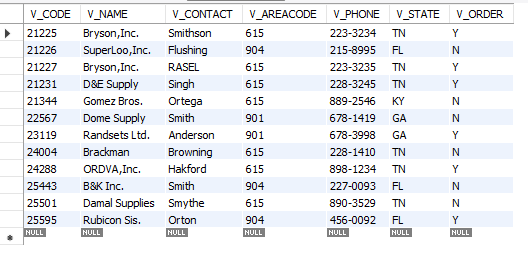 V_CODE V_NAME V_CONTACT V_AREACODE V_PHONE V_STATE V_ORDER
21225 Bryson,Inc. Smithson 615 223-3234 TN Y
21226 SuperLoo,Inc. Flushing 904 215-8995 FL N
21227 Bryson,Inc. RASEL 615 223-3235 TN Y
21231 D&E Supply Singh 615 228-3245 TN Y
21344 Gomez Bros. Ortega 615 889-2546 KY N
22567 Dome Supply Smith 901 678-1419 GA N
23119 Randsets Ltd. Anderson 901 678-3998 GA Y
24004 Brackman Browning 615 228-1410 TN N
24288 ORDVA,Inc. Hakford 615 898-1234 TN Y
25443 B&K Inc. Smith 904 227-0093 FL N
25501 Damal Supplies Smythe 615 890-3529 TN N
25595 Rubicon Sis. Orton 904 456-0092 FL Y
NULL NULL NULL NULL NULL NULL NULL